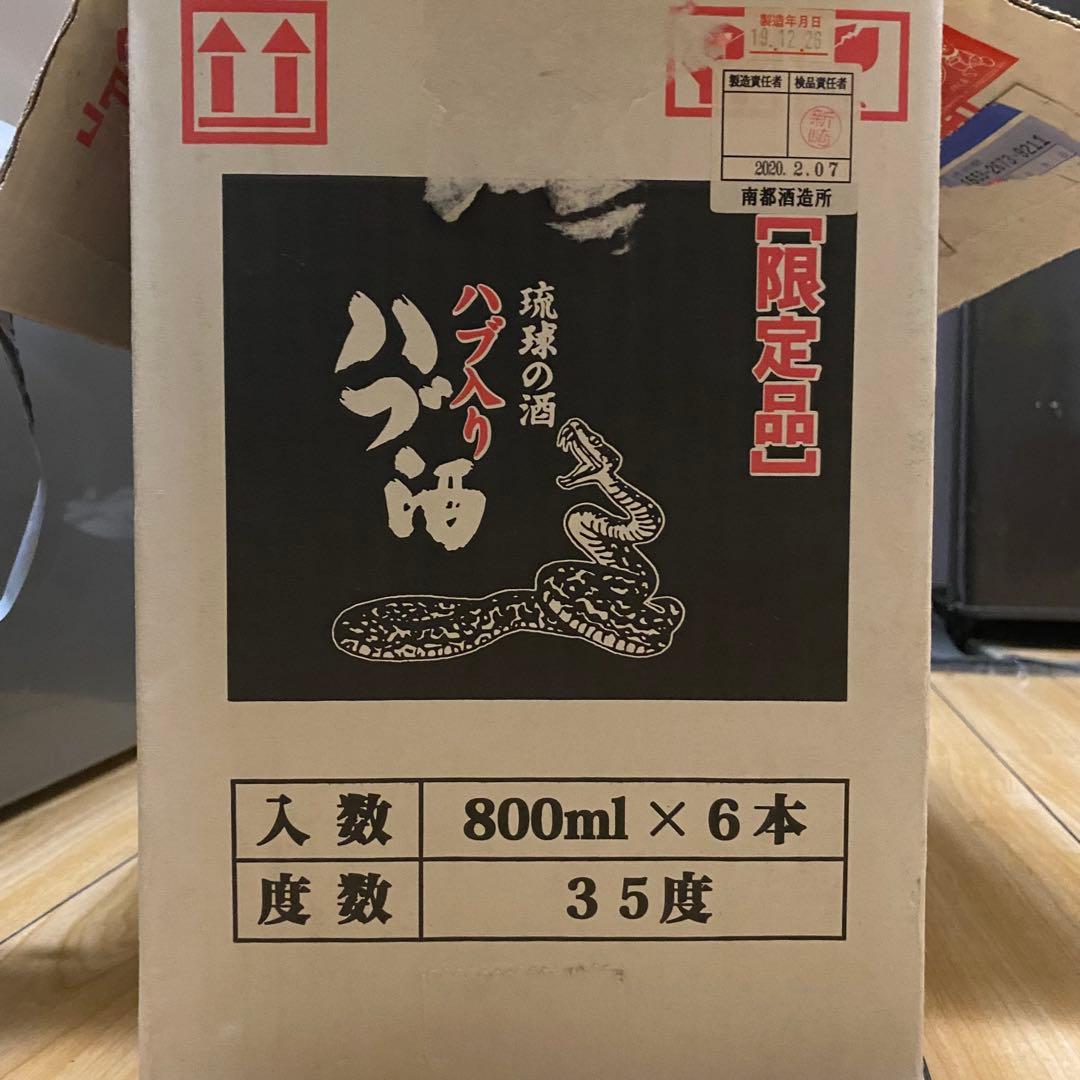 製造年月日
19.12.26
製造責任者 検品責任者
新崎
2020. 2. 07
南都酒造所
【限定品】
琉球の酒
ハブ入り
ハブ酒
入数 800ml × 6本
度数 35度